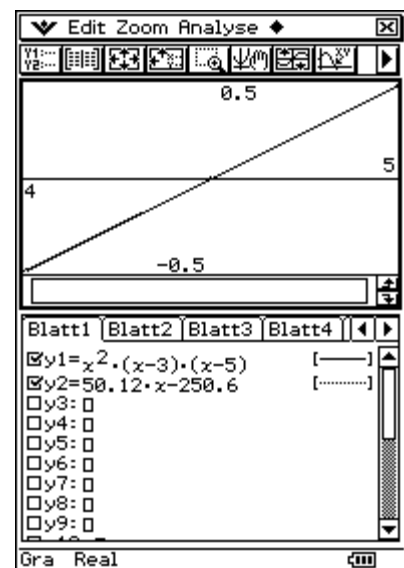 Edit Zoom Analyse
0.5
5
4
-0.5
Blatt1 Blatt2 Blatt3 Blatt4
y1=x²·(x-3)·(x-5) [——]
y2=50.12·x-250.6 [········]
y3:▯
y4:▯
y5:▯
y6:▯
y7:▯
y8:▯
y9:▯
Gra Real